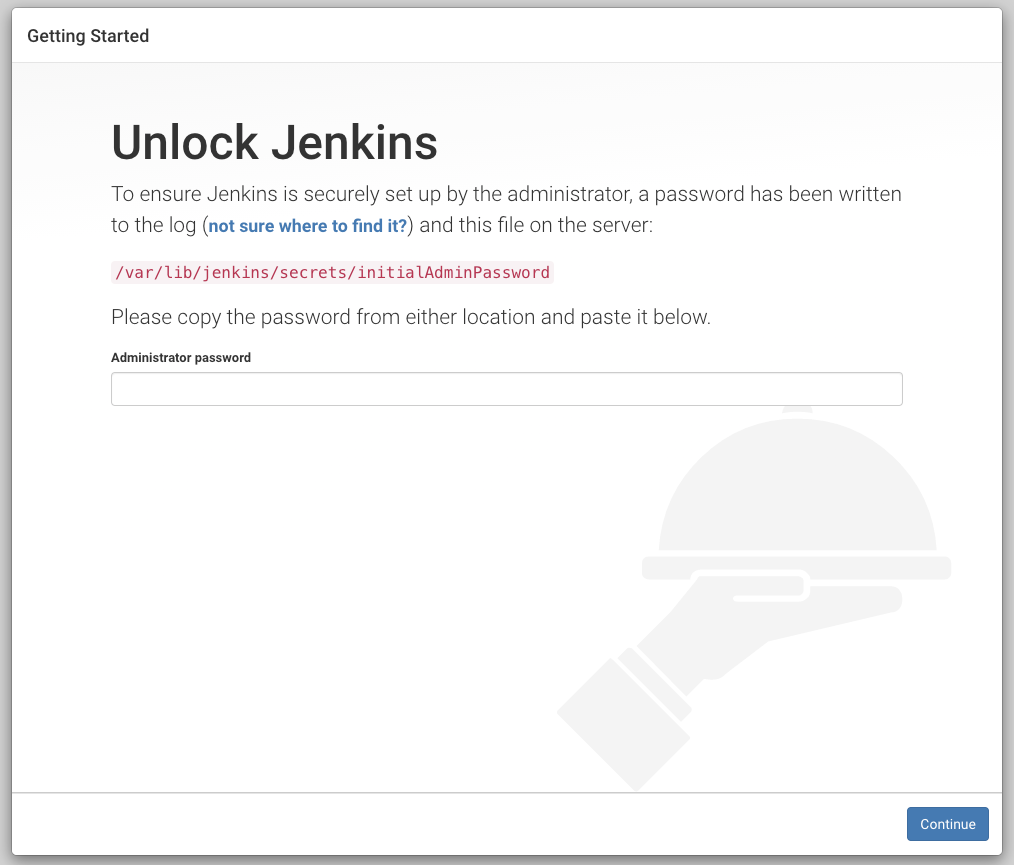 Getting Started
Unlock Jenkins
To ensure Jenkins is securely set up by the administrator, a password has been written
to the log (not sure where to find it?) and this file on the server:
/var/lib/jenkins/secrets/initialAdminPassword
Please copy the password from either location and paste it below.
Administrator password
Continue